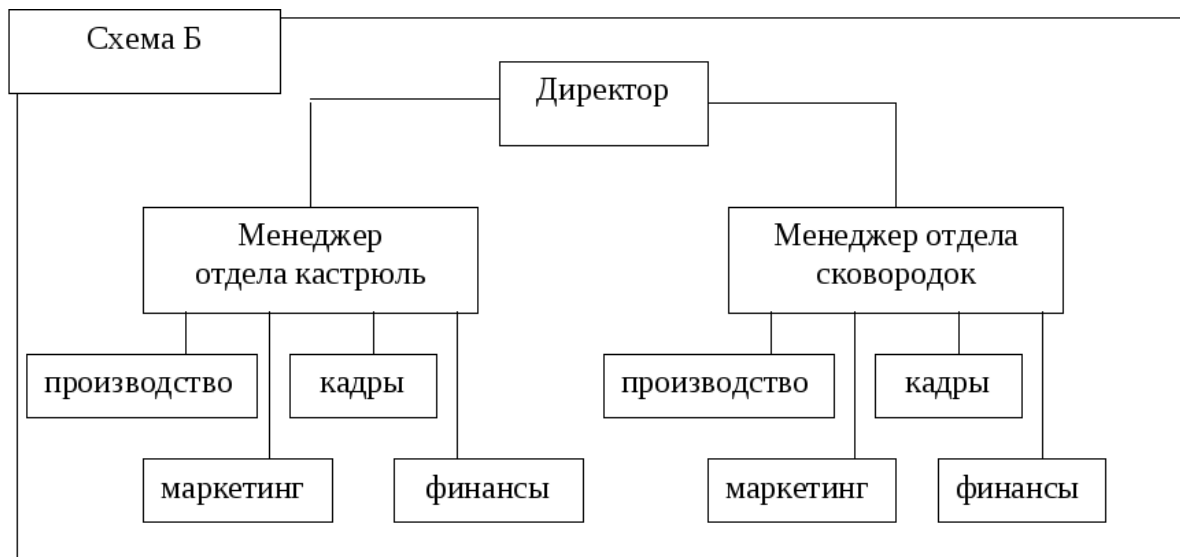 Схема Б
Директор
Менеджер
отдела кастрюль
Менеджер отдела
сковородок
производство
кадры
производство
кадры
маркетинг
финансы
маркетинг
финансы